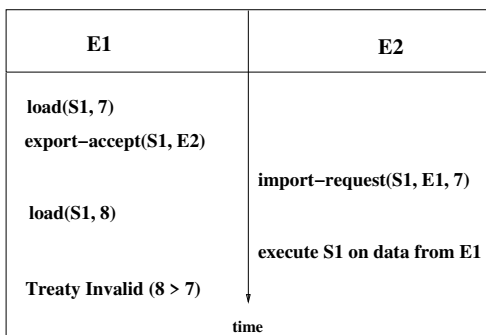 E1
E2
load(S1, 7)
export−accept(S1, E2)
import−request(S1, E1, 7)
load(S1, 8)
execute S1 on data from E1
Treaty Invalid (8 > 7)
time